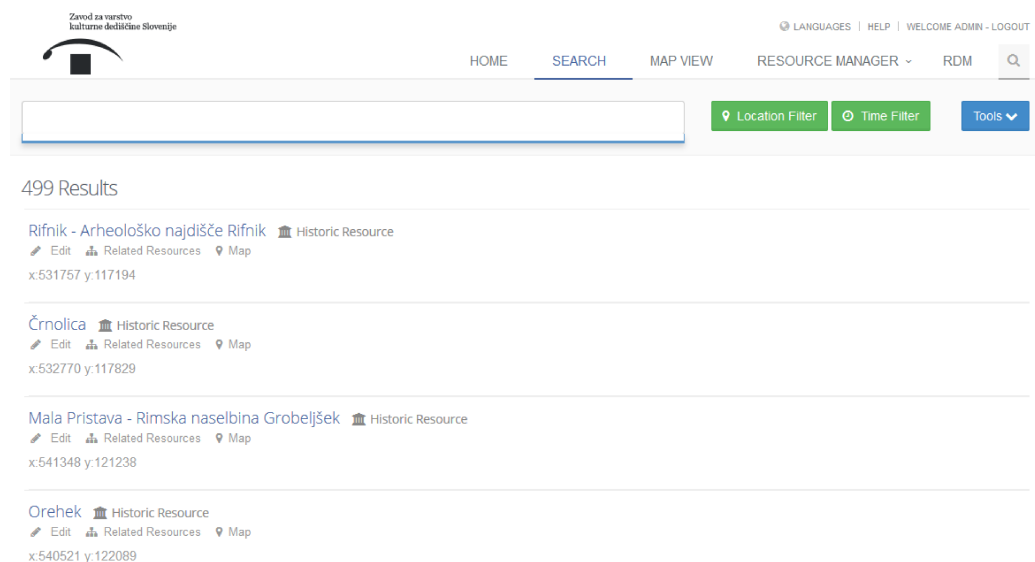 Zavod za varstvo
kulturne dediščine Slovenije
LANGUAGES | HELP | WELCOME ADMIN - LOGOUT
HOME SEARCH MAP VIEW RESOURCE MANAGER RDM
Location Filter Time Filter Tools
499 Results
Rifnik - Arheološko najdišče Rifnik Historic Resource
Edit Related Resources Map
x:531757 y:117194
Črnolica Historic Resource
Edit Related Resources Map
x:532770 y:117829
Mala Pristava - Rimska naselbina Grobeljšek Historic Resource
Edit Related Resources Map
x:541348 y:121238
Orehek Historic Resource
Edit Related Resources Map
x:540521 y:122089